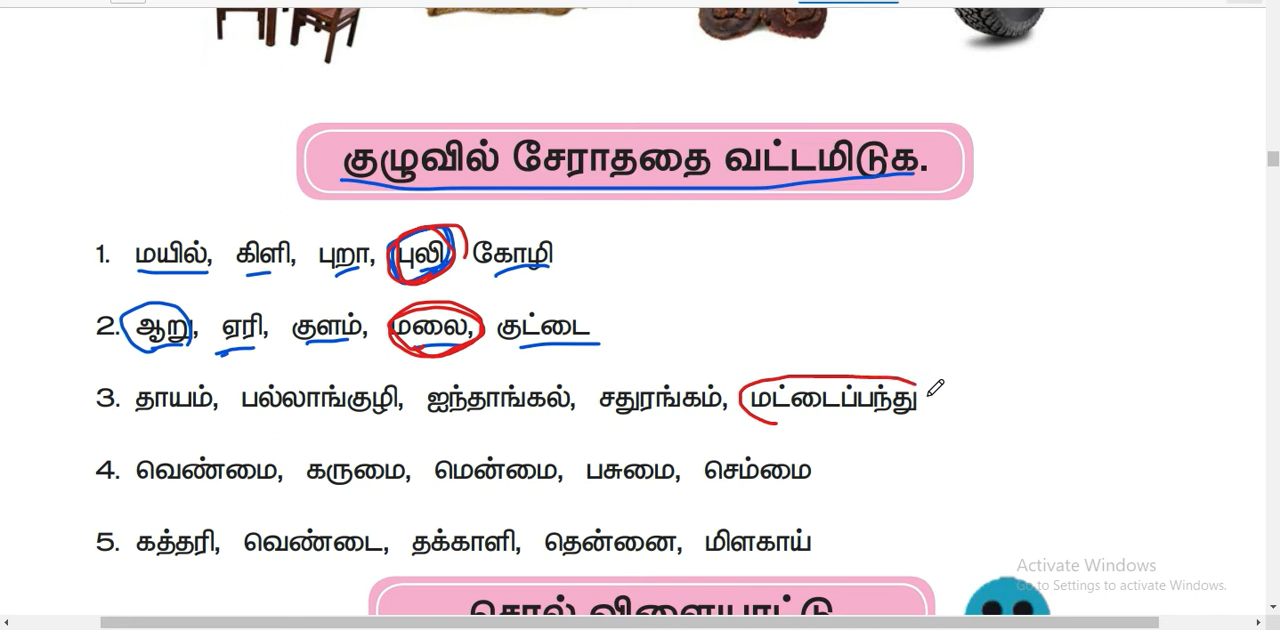 குழுவில் சேராததை வட்டமிடுக.
1. மயில், கிளி, புறா, புலி கோழி
2. ஆறு, ஏரி, குளம், மலை, குட்டை
3. தாயம், பல்லாங்குழி, ஐந்தாங்கல், சதுரங்கம், மட்டைப்பந்து
4. வெண்மை, கருமை, மென்மை, பசுமை, செம்மை
5. கத்தரி, வெண்டை, தக்காளி, தென்னை, மிளகாய்
Activate Windows
Go to Settings to activate Windows.
சொல் விளையாட்டு